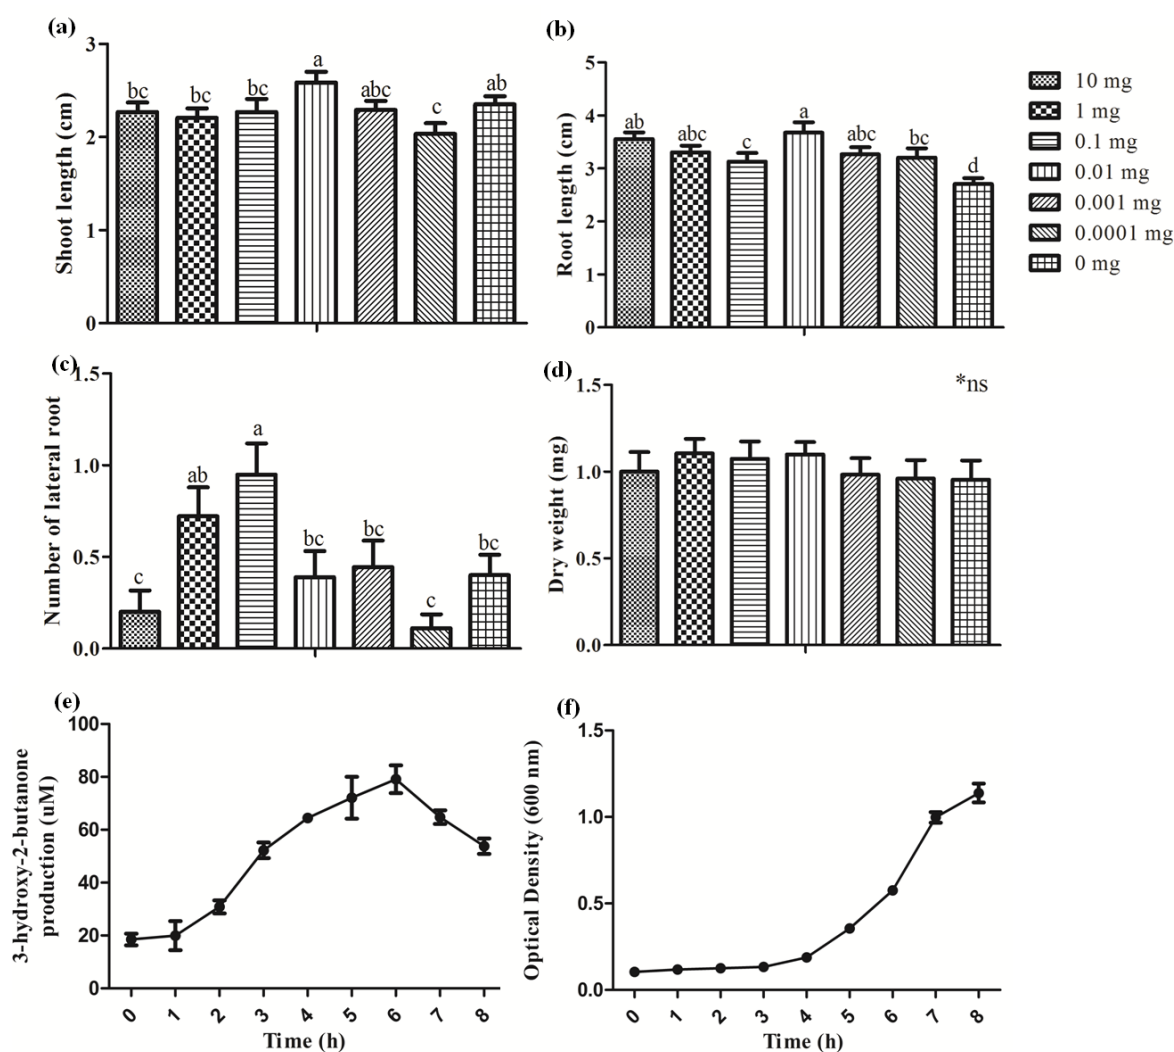 (a)
Shoot length (cm)
3
2
1
0
bc
bc
bc
a
abc
c
ab
(b)
Root length (cm)
5
4
3
2
1
0
ab
abc
c
a
abc
bc
d
10 mg
1 mg
0.1 mg
0.01 mg
0.001 mg
0.0001 mg
0 mg
(c)
Number of lateral root
1.5
1.0
0.5
0.0
c
ab
a
bc
bc
c
bc
(d)
Dry weight (mg)
1.5
1.0
0.5
0.0
*ns
(e)
3-hydroxy-2-butanone
production (uM)
100
80
60
40
20
0
0 1 2 3 4 5 6 7 8
Time (h)
(f)
Optical Density (600 nm)
1.5
1.0
0.5
0.0
0 1 2 3 4 5 6 7 8
Time (h)